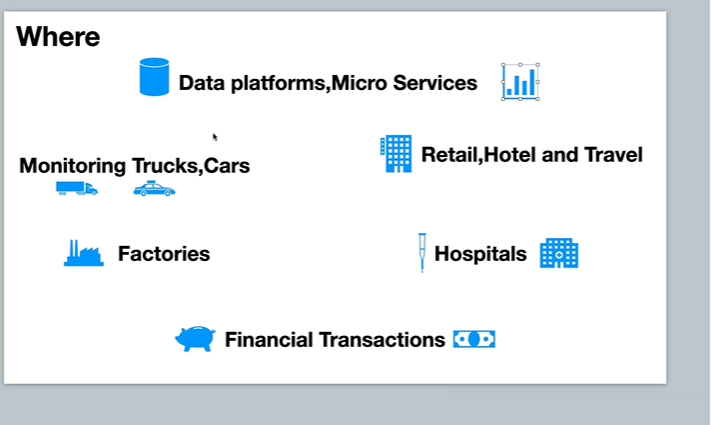 Where
Data platforms,Micro Services
Monitoring Trucks,Cars
Retail,Hotel and Travel
Factories
Hospitals
Financial Transactions